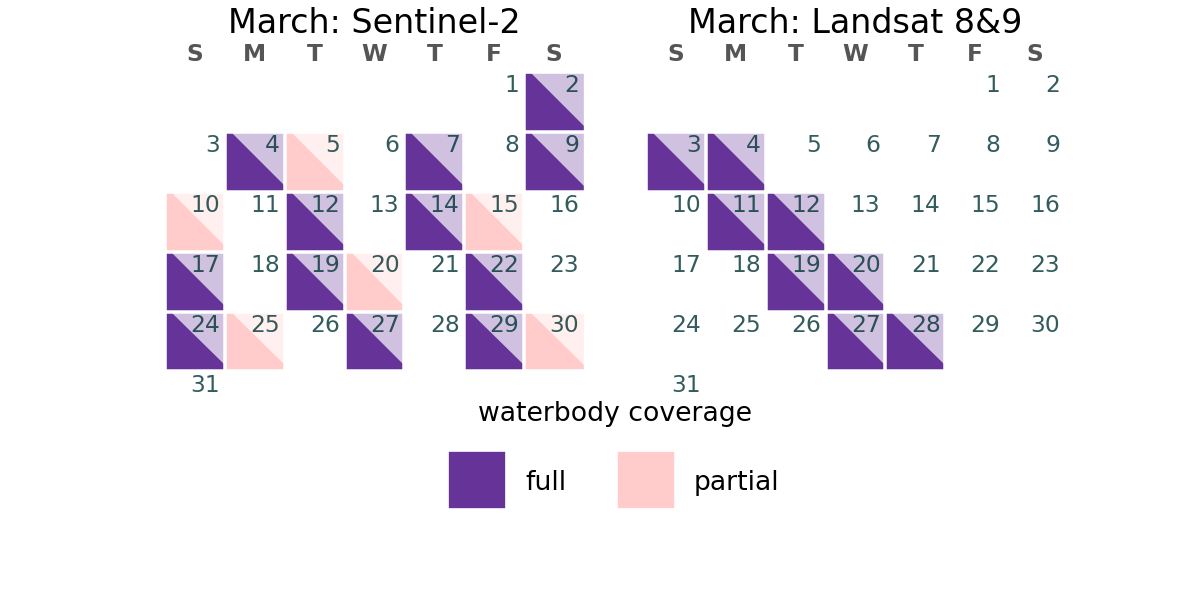 March: Sentinel-2
S M T W T F S
1 2
3 4 5 6 7 8 9
10 11 12 13 14 15 16
17 18 19 20 21 22 23
24 25 26 27 28 29 30
31
March: Landsat 8&9
S M T W T F S
1 2
3 4 5 6 7 8 9
10 11 12 13 14 15 16
17 18 19 20 21 22 23
24 25 26 27 28 29 30
31
waterbody coverage
full
partial